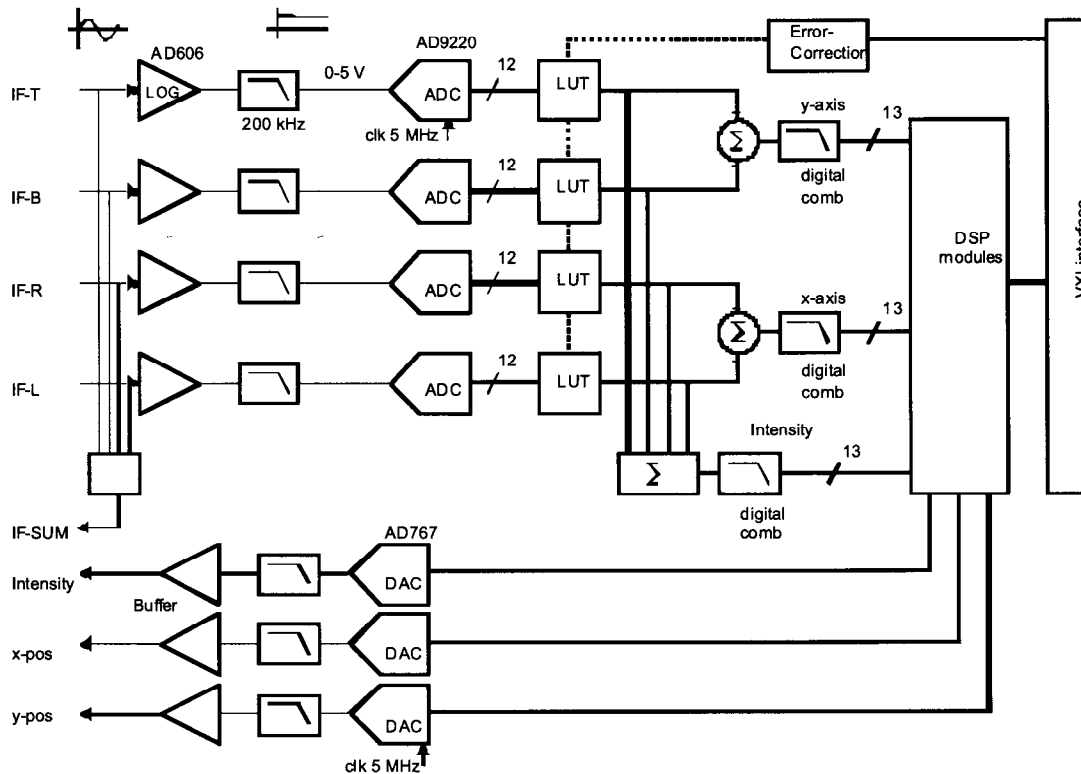 AD606
AD9220
Error-
Correction
IF-T
LOG
0-5 V
ADC
12
LUT
200 kHz
clk 5 MHz
y-axis
Σ
13
digital
comb
IF-B
ADC
12
LUT
DSP
modules
VXI interface
IF-R
ADC
12
LUT
x-axis
Σ
13
digital
comb
IF-L
ADC
12
LUT
Intensity
Σ
13
digital
comb
IF-SUM
AD767
Intensity
DAC
Buffer
x-pos
DAC
y-pos
DAC
clk 5 MHz